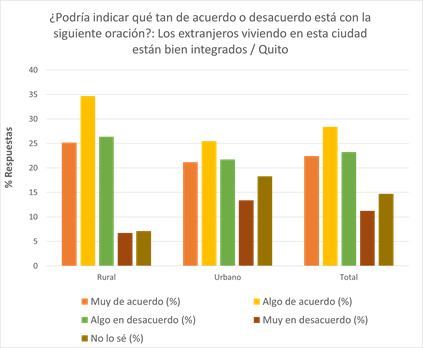 ¿Podría indicar qué tan de acuerdo o desacuerdo está con la
siguiente oración?: Los extranjeros viviendo en esta ciudad
están bien integrados / Quito
% Respuestas
40
35
30
25
20
15
10
5
0
Rural
Urbano
Total
Muy de acuerdo (%)
Algo de acuerdo (%)
Algo en desacuerdo (%)
Muy en desacuerdo (%)
No lo sé (%)